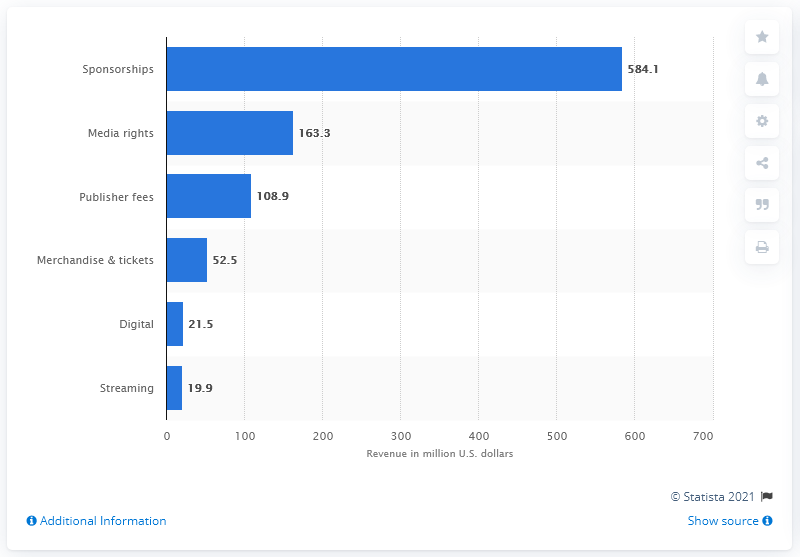 Sponsorships 584.1
Media rights 163.3
Publisher fees 108.9
Merchandise & tickets 52.5
Digital 21.5
Streaming 19.9
0 100 200 300 400 500 600 700
Revenue in million U.S. dollars
© Statista 2021
Additional Information Show source